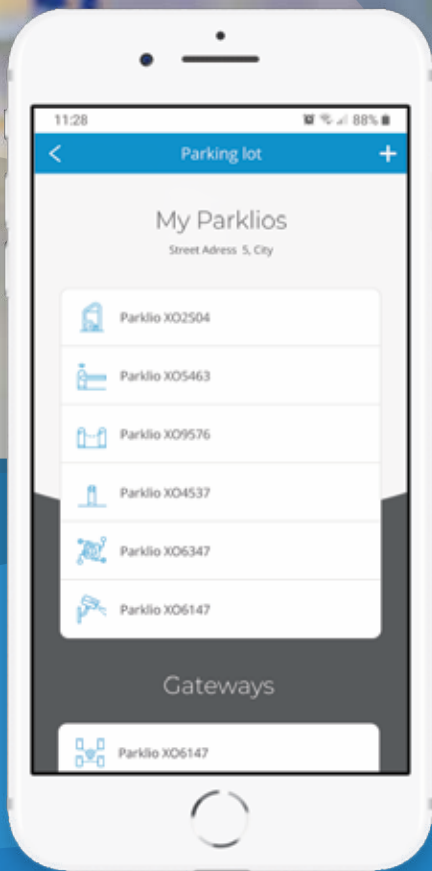 11:28 88%
Parking lot
My Parklios
Street Adress 5, City
Parklio XO2504
Parklio XO5463
Parklio XO9576
Parklio XO4537
Parklio XO6347
Parklio XO6147
Gateways
Parklio XO6147